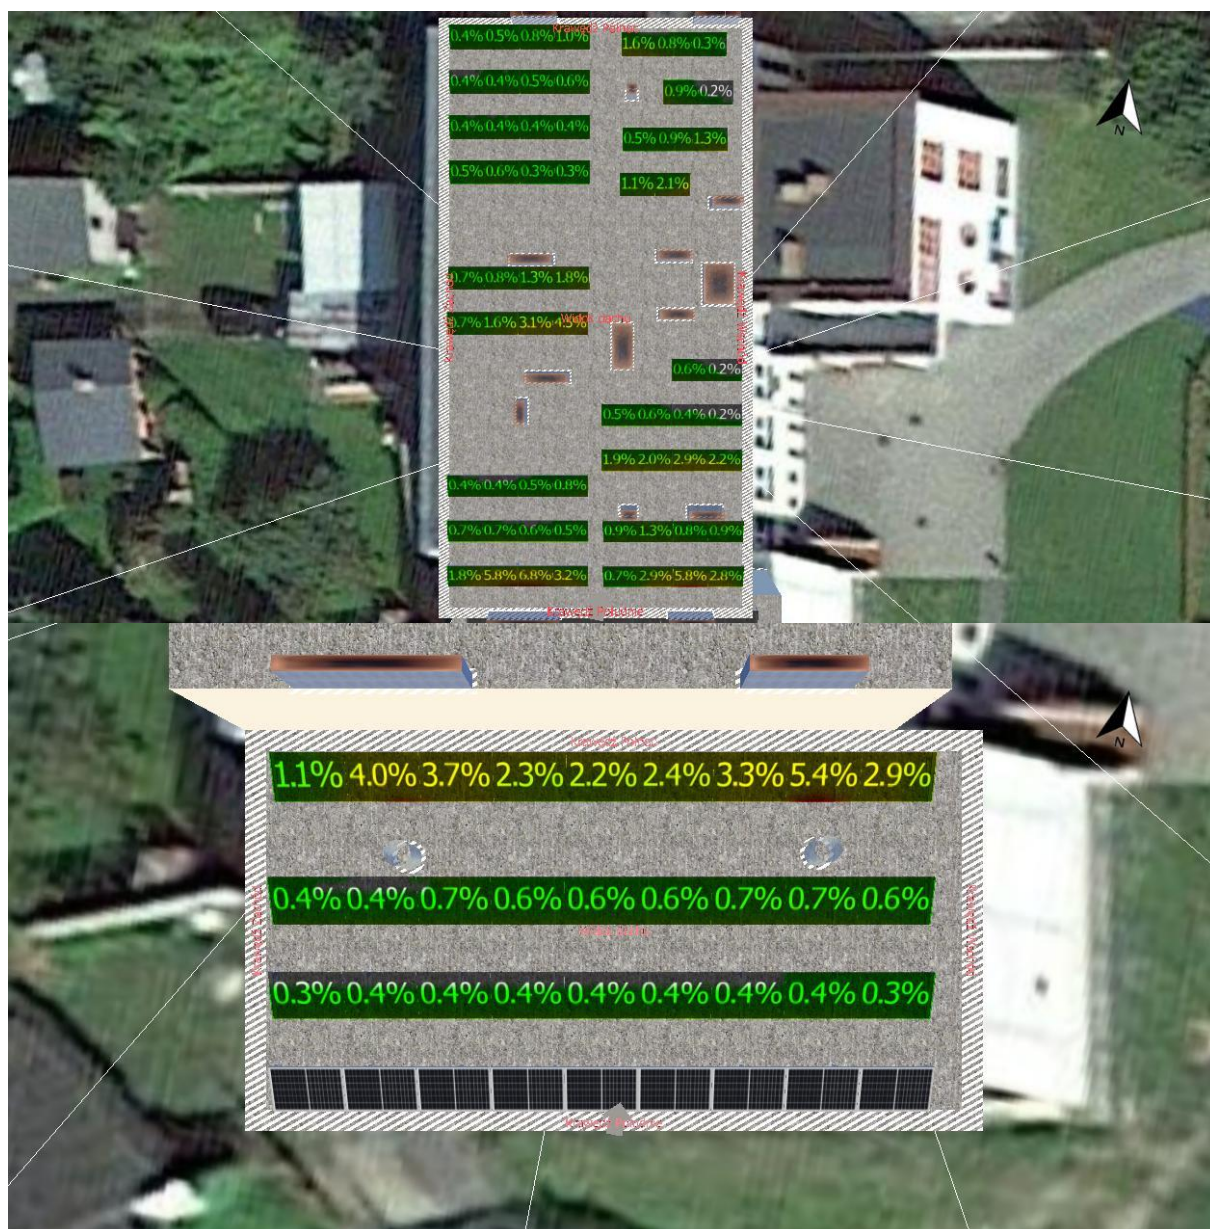 Krawędź Północ
0.4% 0.5% 0.8% 1.0%
1.6% 0.8% 0.3%
0.4% 0.4% 0.5% 0.6%
0.9% 0.2%
0.4% 0.4% 0.4% 0.4%
0.5% 0.9% 1.3%
0.5% 0.6% 0.3% 0.3%
1.1% 2.1%
0.7% 0.8% 1.3% 1.8%
0.7% 1.6% 3.1% 4.5%
Widok dachu
0.6% 0.2%
0.5% 0.6% 0.4% 0.2%
1.9% 2.0% 2.9% 2.2%
0.4% 0.4% 0.5% 0.8%
0.7% 0.7% 0.6% 0.5%
0.9% 1.3% 0.8% 0.9%
1.8% 5.8% 6.8% 3.2%
0.7% 2.9% 5.8% 2.8%
Krawędź Południe
N
1.1% 4.0% 3.7% 2.3% 2.2% 2.4% 3.3% 5.4% 2.9%
0.4% 0.4% 0.7% 0.6% 0.6% 0.6% 0.7% 0.7% 0.6%
0.3% 0.4% 0.4% 0.4% 0.4% 0.4% 0.4% 0.4% 0.3%
Krawędź Południe
N